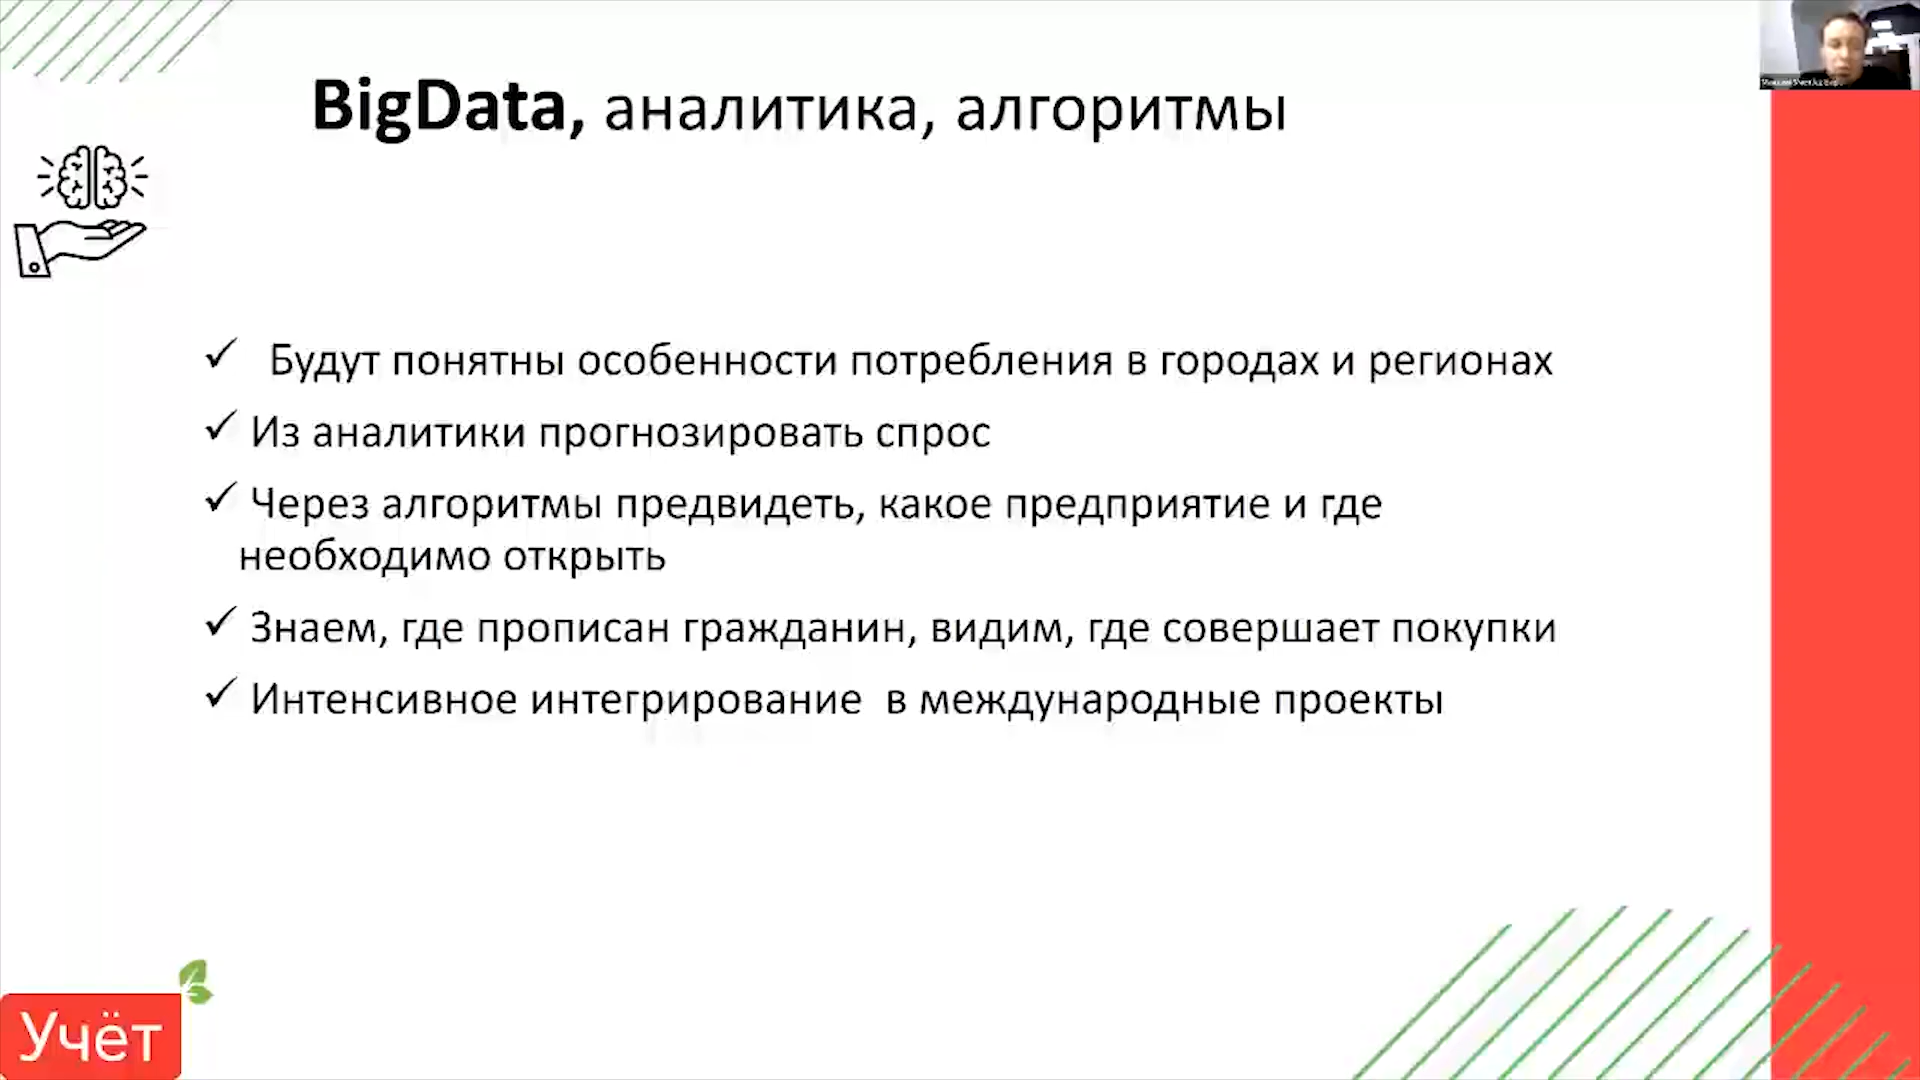 BigData, аналитика, алгоритмы
Будут понятны особенности потребления в городах и регионах
Из аналитики прогнозировать спрос
Через алгоритмы предвидеть, какое предприятие и где
необходимо открыть
Знаем, где прописан гражданин, видим, где совершает покупки
Интенсивное интегрирование в международные проекты
Учёт